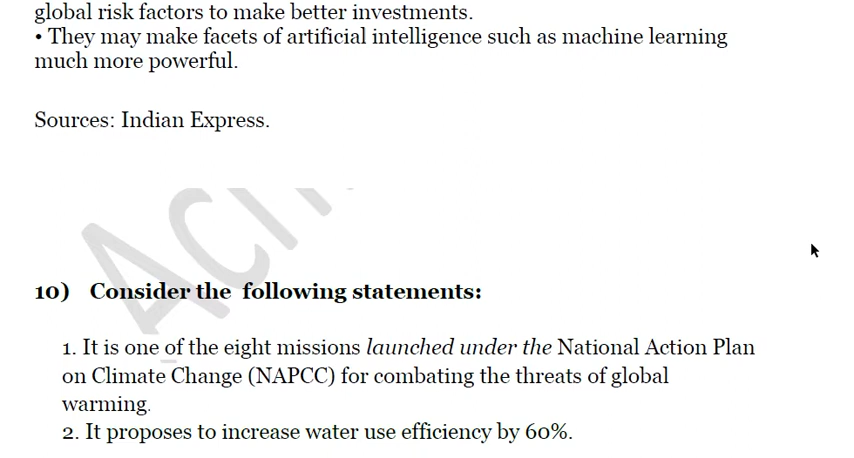 global risk factors to make better investments.
• They may make facets of artificial intelligence such as machine learning
much more powerful.
Sources: Indian Express.
10) Consider the following statements:
1. It is one of the eight missions launched under the National Action Plan
on Climate Change (NAPCC) for combating the threats of global
warming.
2. It proposes to increase water use efficiency by 60%.